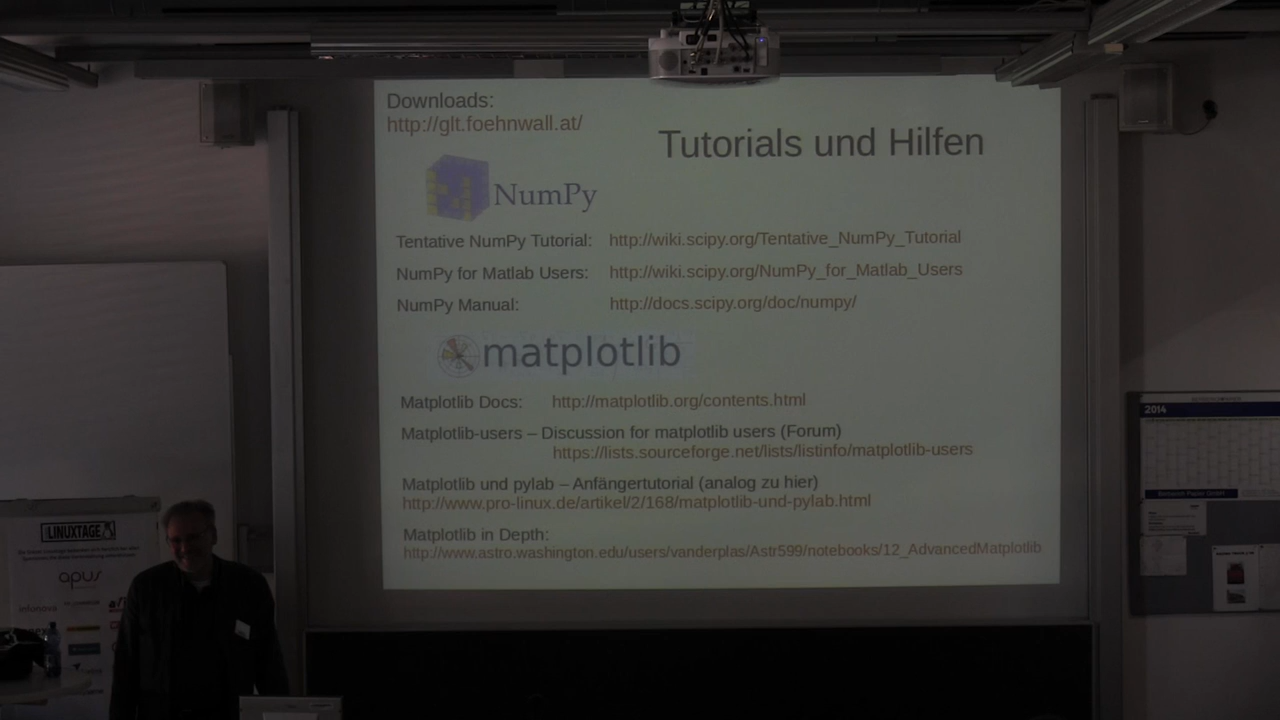 Downloads:
http://glt.foehnwall.at/
Tutorials und Hilfen
NumPy
Tentative NumPy Tutorial: http://wiki.scipy.org/Tentative_NumPy_Tutorial
NumPy for Matlab Users: http://wiki.scipy.org/NumPy_for_Matlab_Users
NumPy Manual: http://docs.scipy.org/doc/numpy/
matplotlib
Matplotlib Docs: http://matplotlib.org/contents.html
Matplotlib-users – Discussion for matplotlib users (Forum)
https://lists.sourceforge.net/lists/listinfo/matplotlib-users
Matplotlib und pylab – Anfängertutorial (analog zu hier)
http://www.pro-linux.de/artikel/2/168/matplotlib-und-pylab.html
Matplotlib in Depth:
http://www.astro.washington.edu/users/vanderplas/Astr599/notebooks/12_AdvancedMatplotlib
2014
LINUXTAGE
apus
infonova